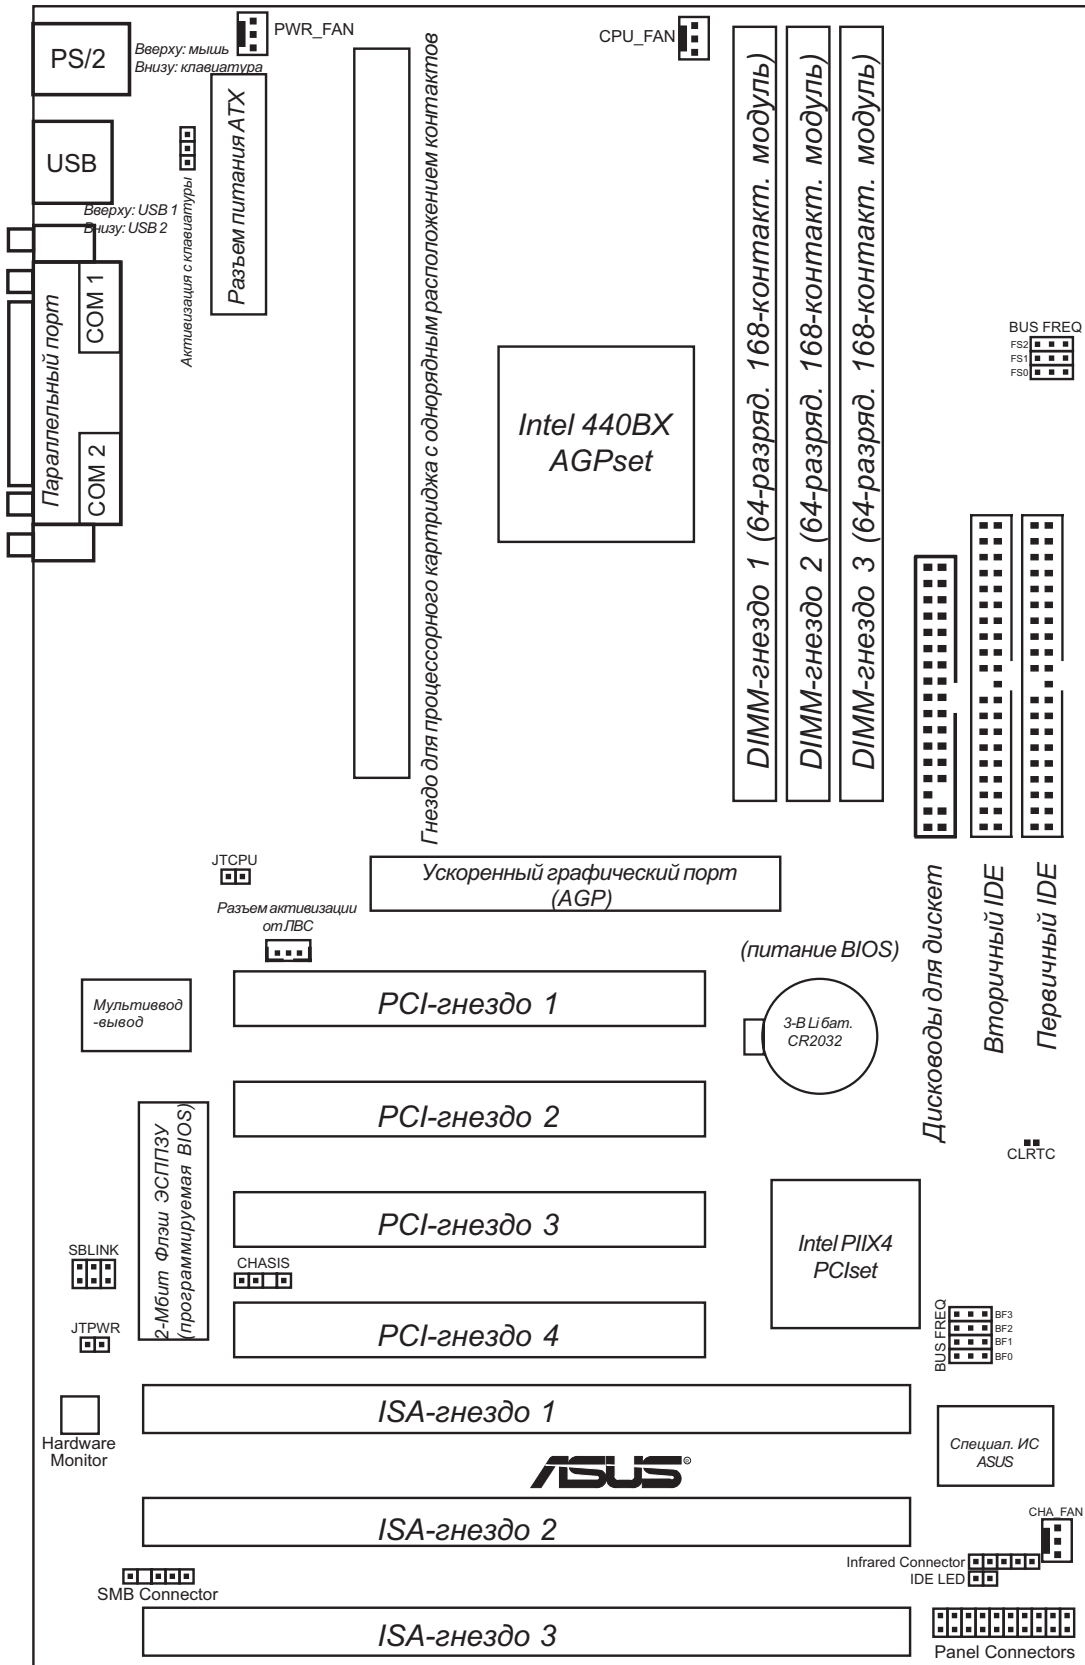 PS/2
Вверху: мышь
Внизу: клавиатура
PWR_FAN
CPU_FAN
USB
Вверху: USB 1
Внизу: USB 2
Активизация с клавиатуры
Разъем питания ATX
Гнездо для процессорного картриджа с однорядным расположением контактов
DIMM-гнездо 1 (64-разряд. 168-контакт. модуль)
DIMM-гнездо 2 (64-разряд. 168-контакт. модуль)
DIMM-гнездо 3 (64-разряд. 168-контакт. модуль)
Параллельный порт
COM 1
COM 2
Intel 440BX
AGPset
BUS FREQ
FS2
FS1
FS0
Дисководы для дискет
Вторичный IDE
Первичный IDE
JTCPU
Ускоренный графический порт
(AGP)
Разъем активизации
от ЛВС
(питание BIOS)
Мультиввод
-вывод
PCI-гнездо 1
3-В Li бат.
CR2032
PCI-гнездо 2
2-Мбит Флэш ЭСППЗУ
(программируемая BIOS)
CLRTC
PCI-гнездо 3
Intel PIIX4
PCIset
SBLINK
CHASIS
JTPWR
PCI-гнездо 4
BUS FREQ
BF3
BF2
BF1
BF0
ISA-гнездо 1
Hardware
Monitor
Специал. ИС
ASUS
ASUS®
CHA_FAN
ISA-гнездо 2
Infrared Connector
IDE LED
SMB Connector
ISA-гнездо 3
Panel Connectors